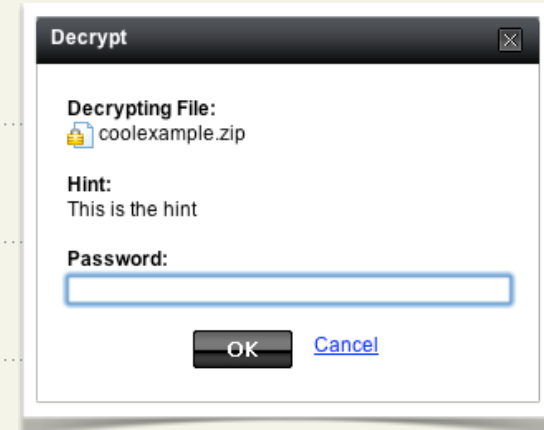 Decrypt
Decrypting File:
coolexample.zip
Hint:
This is the hint
Password:
OK Cancel